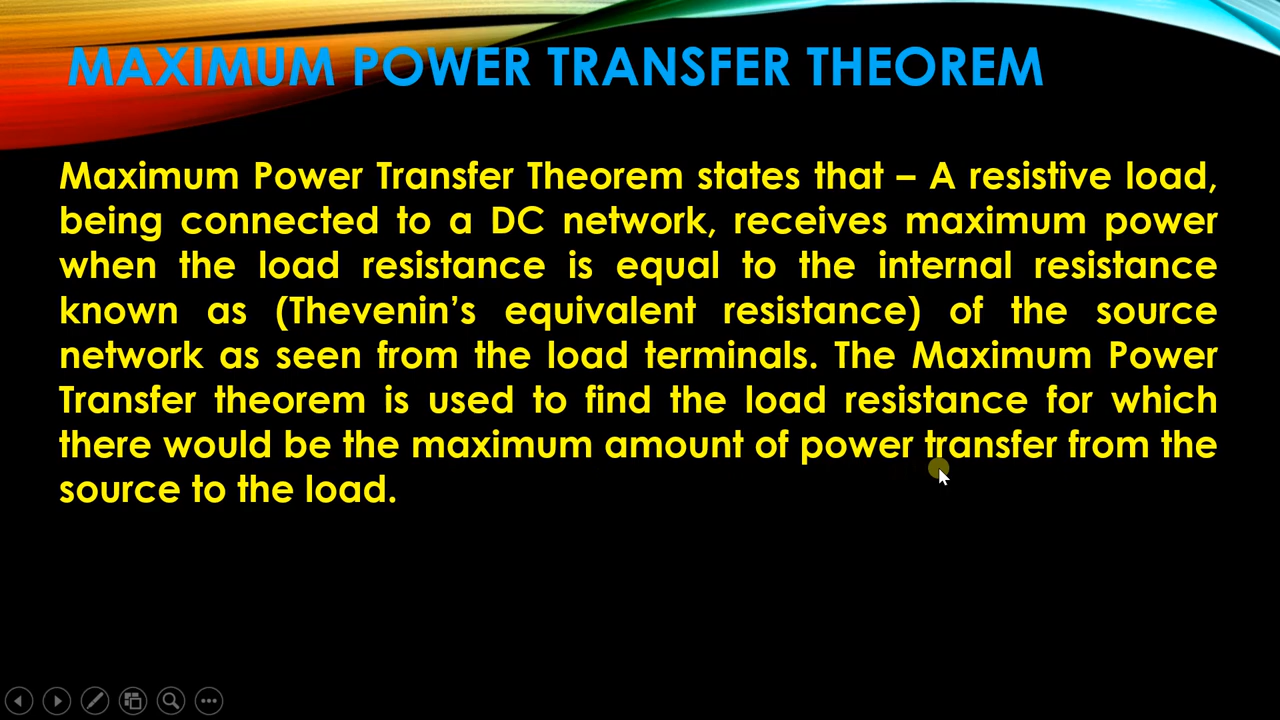 MAXIMUM POWER TRANSFER THEOREM
Maximum Power Transfer Theorem states that – A resistive load,
being connected to a DC network, receives maximum power
when the load resistance is equal to the internal resistance
known as (Thevenin’s equivalent resistance) of the source
network as seen from the load terminals. The Maximum Power
Transfer theorem is used to find the load resistance for which
there would be the maximum amount of power transfer from the
source to the load.